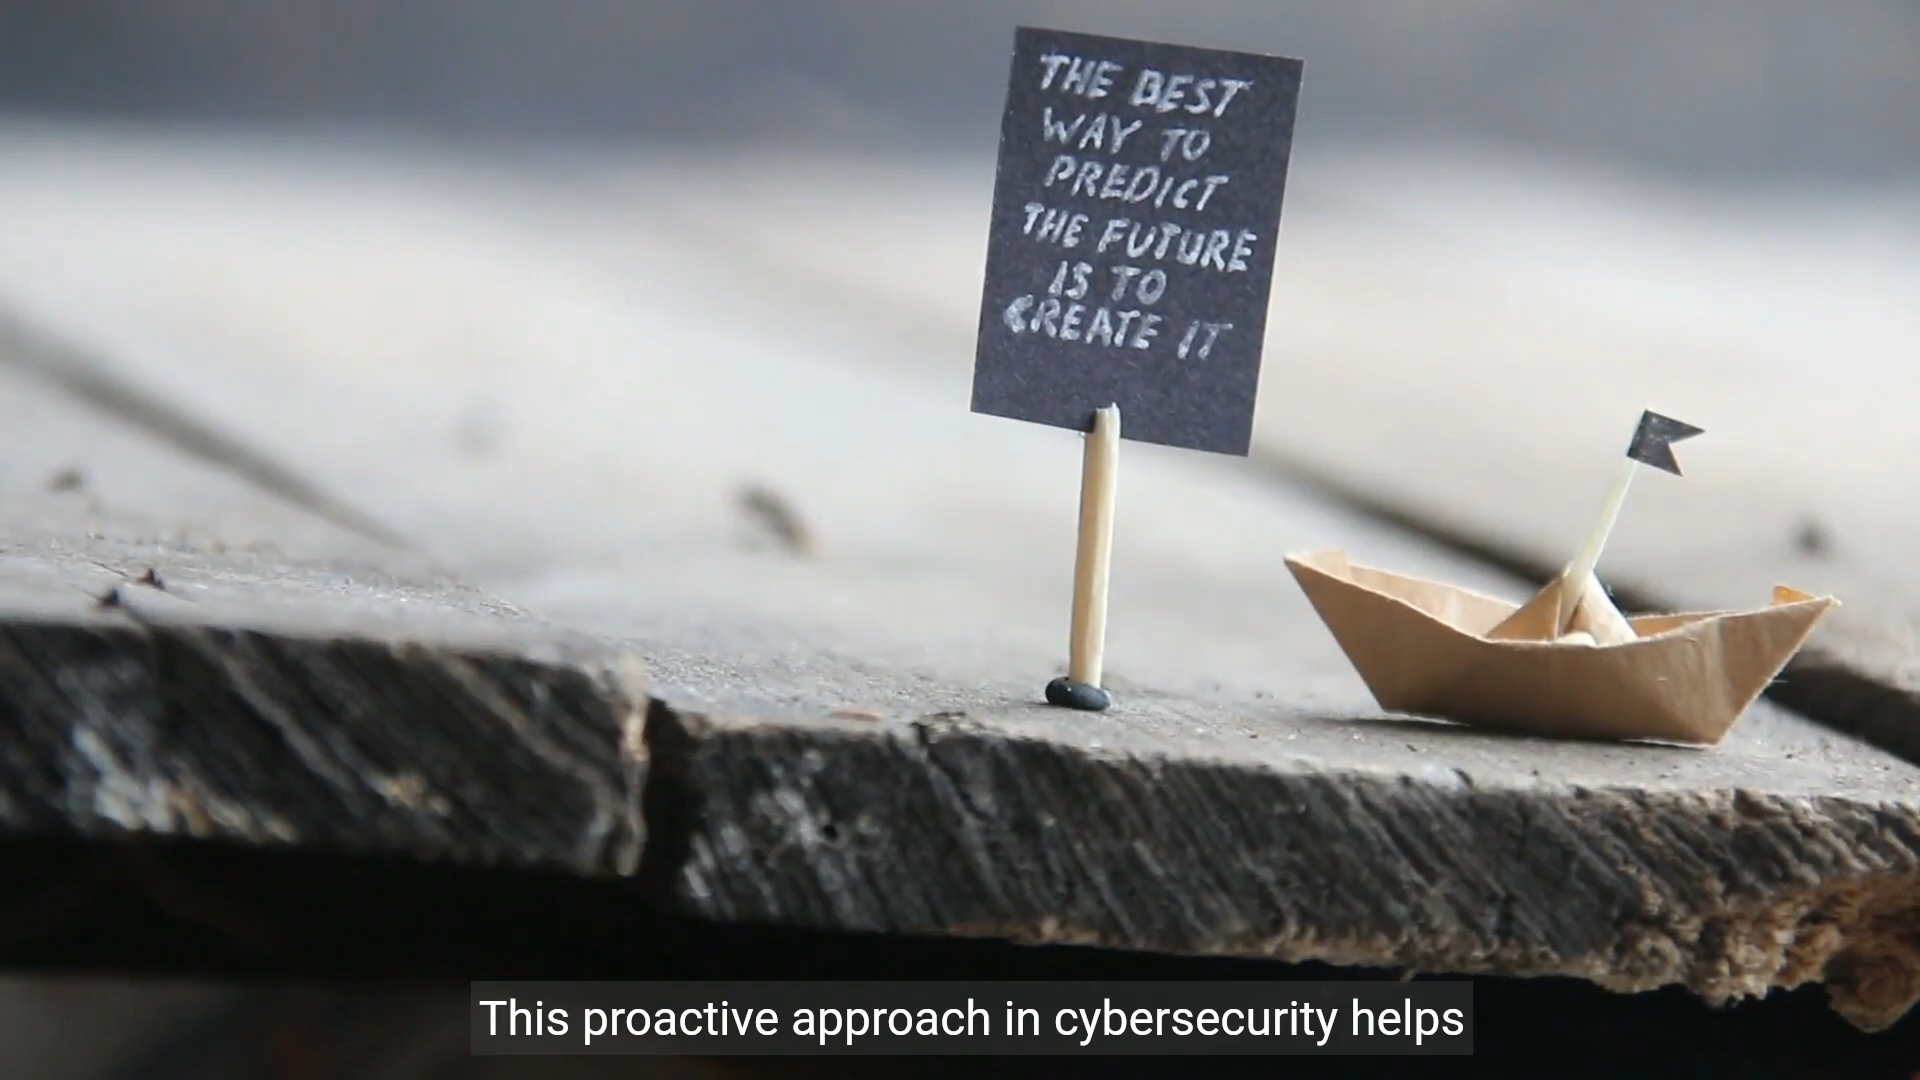 THE BEST
WAY TO
PREDICT
THE FUTURE
IS TO
CREATE IT
This proactive approach in cybersecurity helps